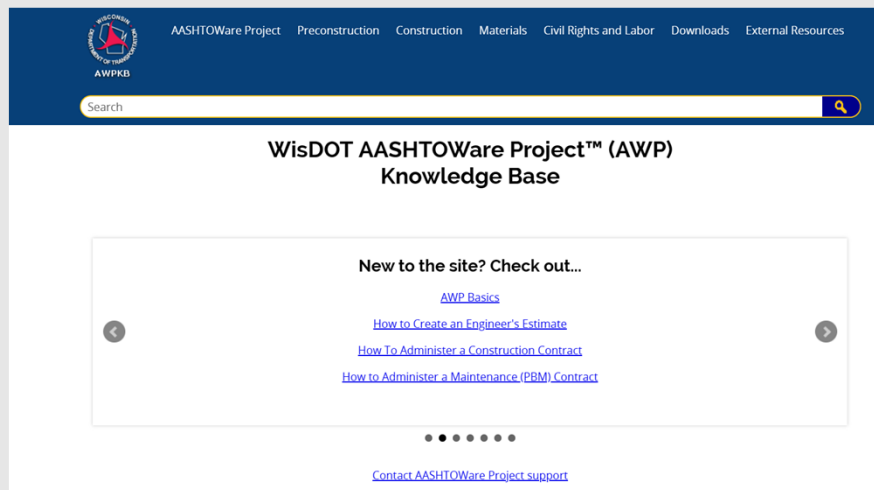 WISCONSIN
DEPARTMENT OF TRANSPORTATION
AWPKB
AASHTOWare Project Preconstruction Construction Materials Civil Rights and Labor Downloads External Resources
Search
WisDOT AASHTOWare Project™ (AWP)
Knowledge Base
New to the site? Check out...
AWP Basics
How to Create an Engineer's Estimate
How To Administer a Construction Contract
How to Administer a Maintenance (PBM) Contract
Contact AASHTOWare Project support